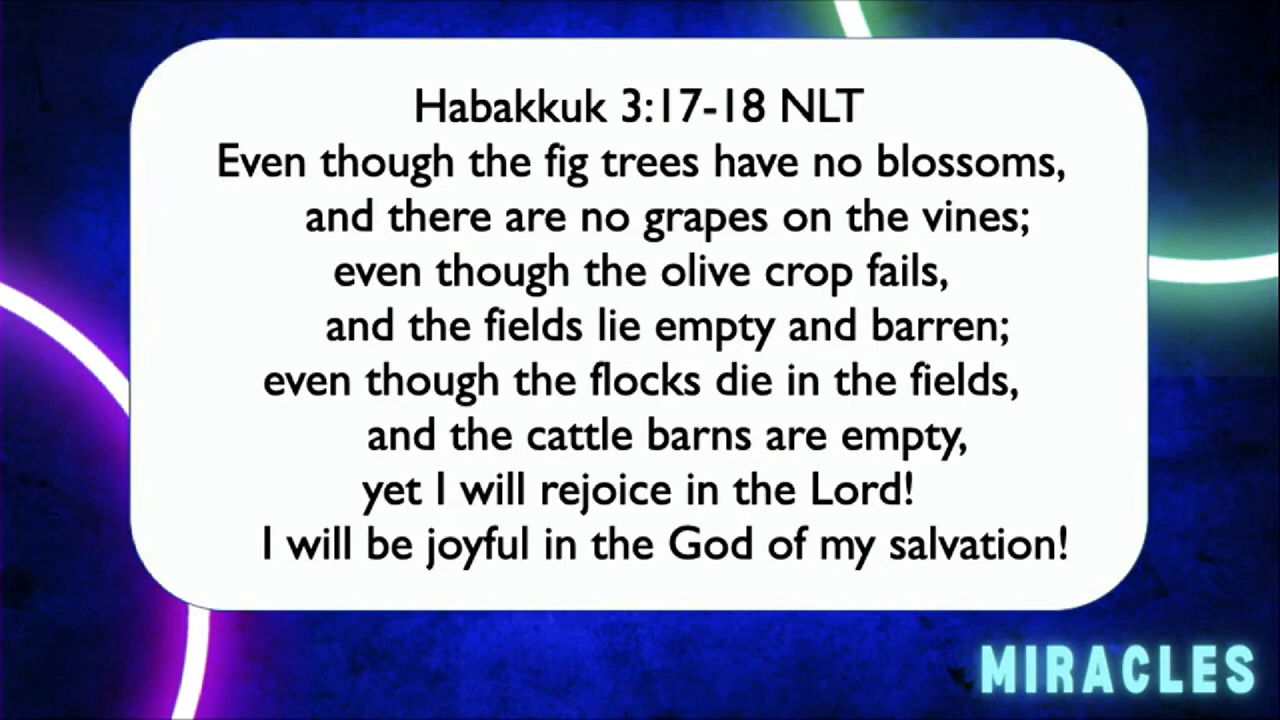 Habakkuk 3:17-18 NLT
Even though the fig trees have no blossoms,
and there are no grapes on the vines;
even though the olive crop fails,
and the fields lie empty and barren;
even though the flocks die in the fields,
and the cattle barns are empty,
yet I will rejoice in the Lord!
I will be joyful in the God of my salvation!
MIRACLES